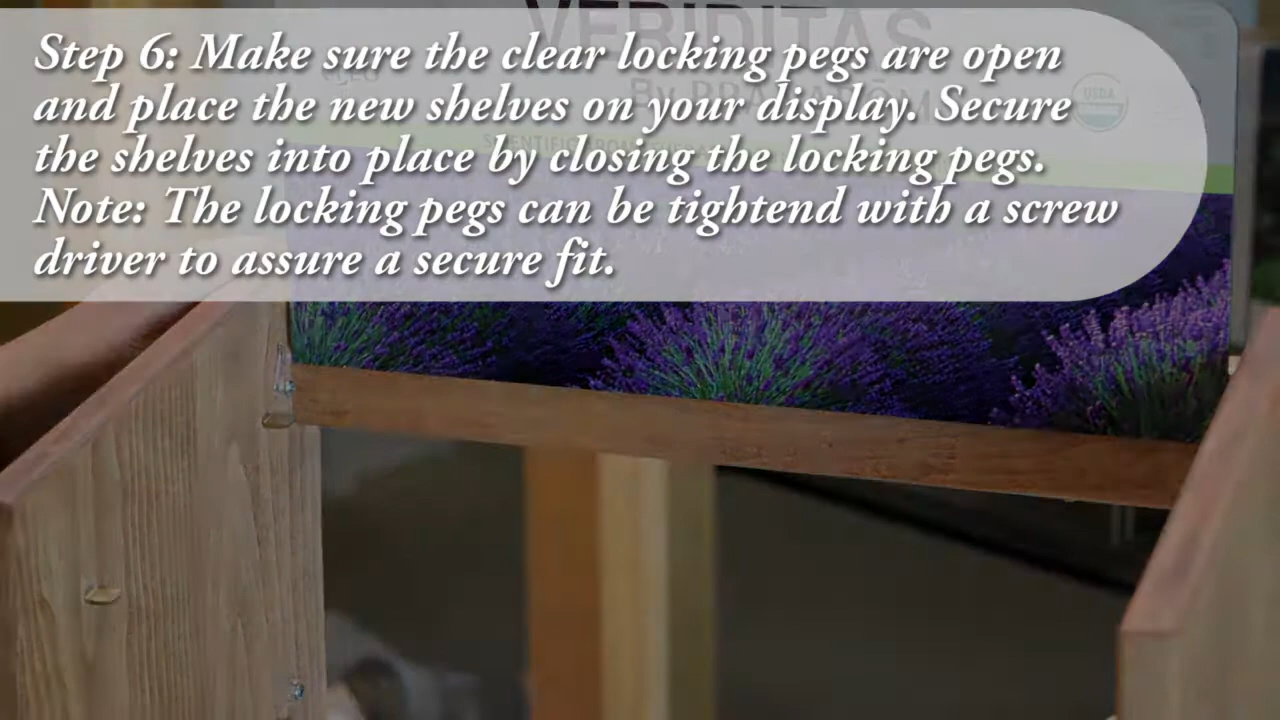 VERIDITAS
Step 6: Make sure the clear locking pegs are open
and place the new shelves on your display. Secure
the shelves into place by closing the locking pegs.
Note: The locking pegs can be tightend with a screw
driver to assure a secure fit.
USDA